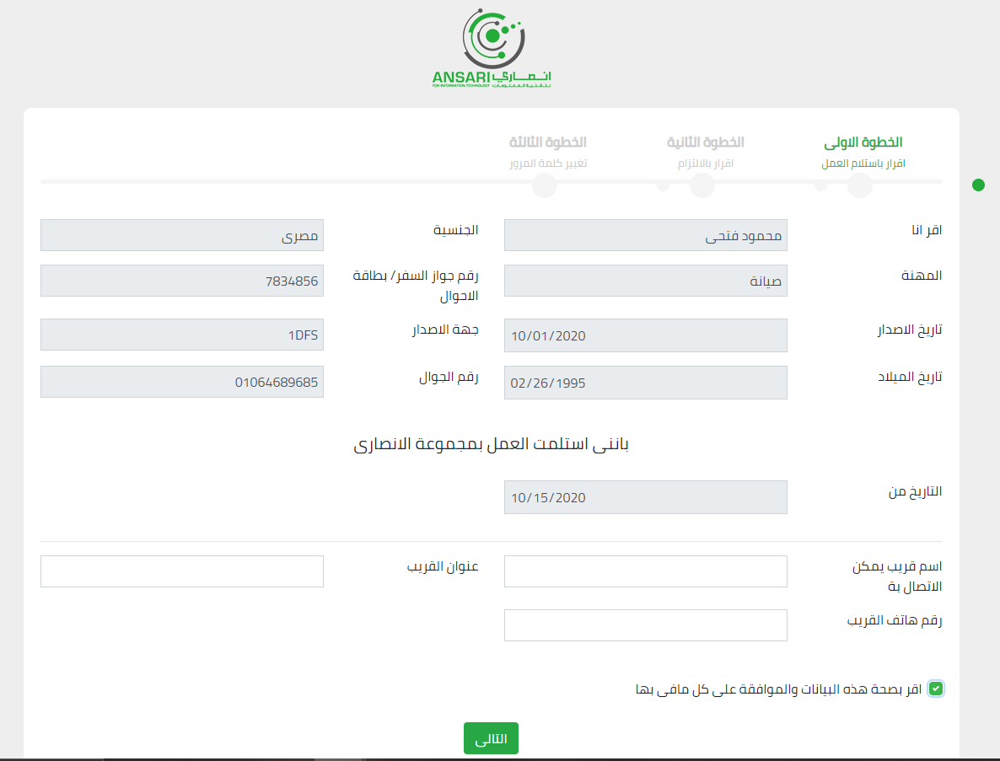 انصاري ANSARI
FOR INFORMATION TECHNOLOGY
الخطوة الاولى
اقرار باستلام العمل
الخطوة الثانية
اقرار بالالتزام
الخطوة الثالثة
تغيير كلمة المرور
اقر انا
محمود فتحى
الجنسية
مصرى
المهنة
صيانة
رقم جواز السفر/ بطاقة
الاحوال
7834856
تاريخ الاصدار
10/01/2020
جهة الاصدار
1DFS
تاريخ الميلاد
02/26/1995
رقم الجوال
01064689685
باننى استلمت العمل بمجموعة الانصارى
التاريخ من
10/15/2020
اسم قريب يمكن
الاتصال بة
عنوان القريب
رقم هاتف القريب
اقر بصحة هذه البيانات والموافقة على كل مافى بها
التالى